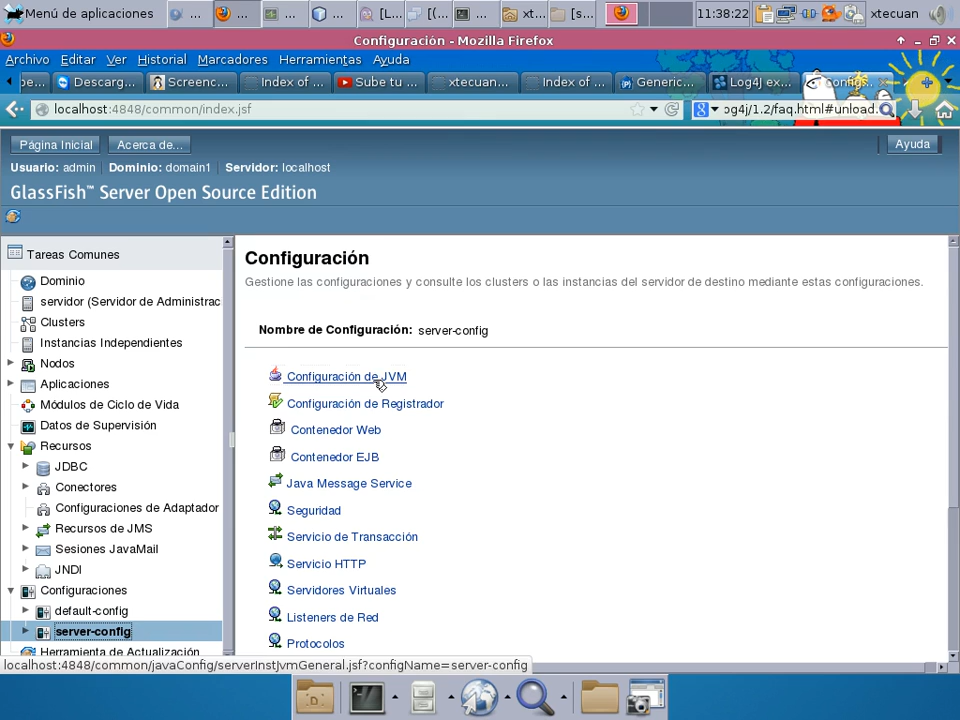 Menú de aplicaciones
...
...
...
...
...
[L...
[(...
...
xt...
[s...
11:38:22
xtecuan
Configuración - Mozilla Firefox
Archivo Editar Ver Historial Marcadores Herramientas Ayuda
pe...
Descarg...
Screenc...
Index of ...
Sube tu ...
xtecuan...
Index of ...
Generic...
Log4J ex...
localhost:4848/common/index.jsf
og4j/1.2/faq.html#unload.
Página Inicial
Acerca de...
Ayuda
Usuario: admin Dominio: domain1 Servidor: localhost
GlassFish™ Server Open Source Edition
Tareas Comunes
Dominio
servidor (Servidor de Administrac
Clusters
Instancias Independientes
Nodos
Aplicaciones
Módulos de Ciclo de Vida
Datos de Supervisión
Recursos
JDBC
Conectores
Configuraciones de Adaptador
Recursos de JMS
Sesiones JavaMail
JNDI
Configuraciones
default-config
server-config
Herramienta de Actualización
Configuración
Gestione las configuraciones y consulte los clusters o las instancias del servidor de destino mediante estas configuraciones.
Nombre de Configuración: server-config
Configuración de JVM
Configuración de Registrador
Contenedor Web
Contenedor EJB
Java Message Service
Seguridad
Servicio de Transacción
Servicio HTTP
Servidores Virtuales
Listeners de Red
Protocolos
localhost:4848/common/javaConfig/serverInstJvmGeneral.jsf?configName=server-config